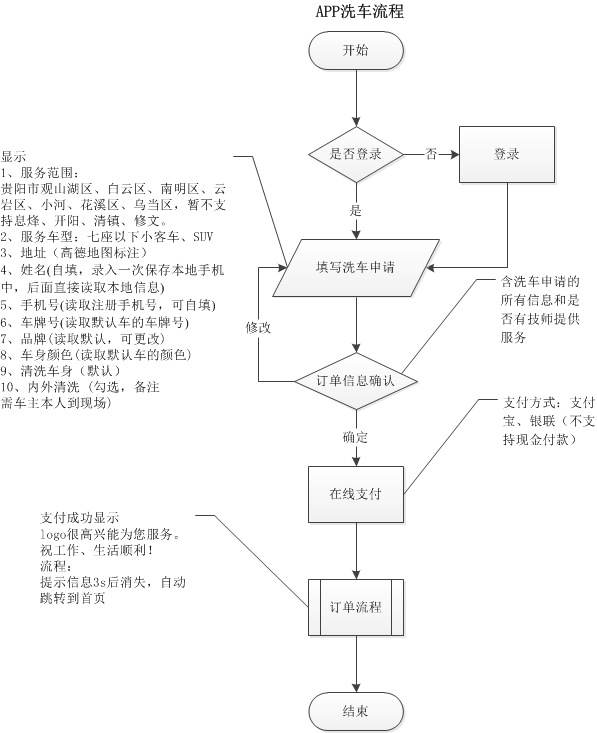 APP洗车流程
开始
是否登录
否
登录
是
显示
1、服务范围：
贵阳市观山湖区、白云区、南明区、云
岩区、小河、花溪区、乌当区，暂不支
持息烽、开阳、清镇、修文。
2、服务车型：七座以下小客车、SUV
3、地址（高德地图标注）
4、姓名(自填，录入一次保存本地手机
中，后面直接读取本地信息)
5、手机号(读取注册手机号，可自填)
6、车牌号(读取默认车的车牌号)
7、品牌(读取默认，可更改)
8、车身颜色(读取默认车的颜色)
9、清洗车身（默认）
10、内外清洗（勾选，备注
需车主本人到现场)
填写洗车申请
修改
含洗车申请的
所有信息和是
否有技师提供
服务
订单信息确认
确定
支付方式：支付
宝、银联（不支
持现金付款）
在线支付
支付成功显示
logo很高兴能为您服务。
祝工作、生活顺利！
流程：
提示信息3s后消失，自动
跳转到首页
订单流程
结束